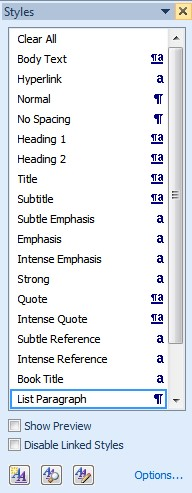 Styles
Clear All
Body Text ¶a
Hyperlink a
Normal ¶
No Spacing ¶
Heading 1 ¶a
Heading 2 ¶a
Title ¶a
Subtitle ¶a
Subtle Emphasis a
Emphasis a
Intense Emphasis a
Strong a
Quote ¶a
Intense Quote ¶a
Subtle Reference a
Intense Reference a
Book Title a
List Paragraph ¶
Show Preview
Disable Linked Styles
Options...